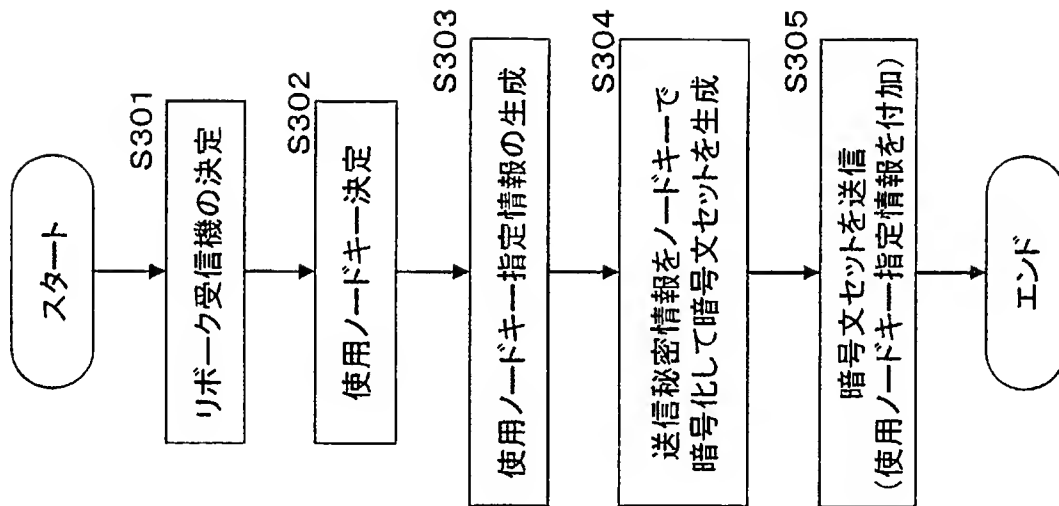 スタート
S301
リボーク受信機の決定
S302
使用ノードキー決定
S303
使用ノードキー指定情報の生成
S304
送信秘密情報をノードキーで
暗号化して暗号文セットを生成
S305
暗号文セットを送信
(使用ノードキー指定情報を付加)
エンド